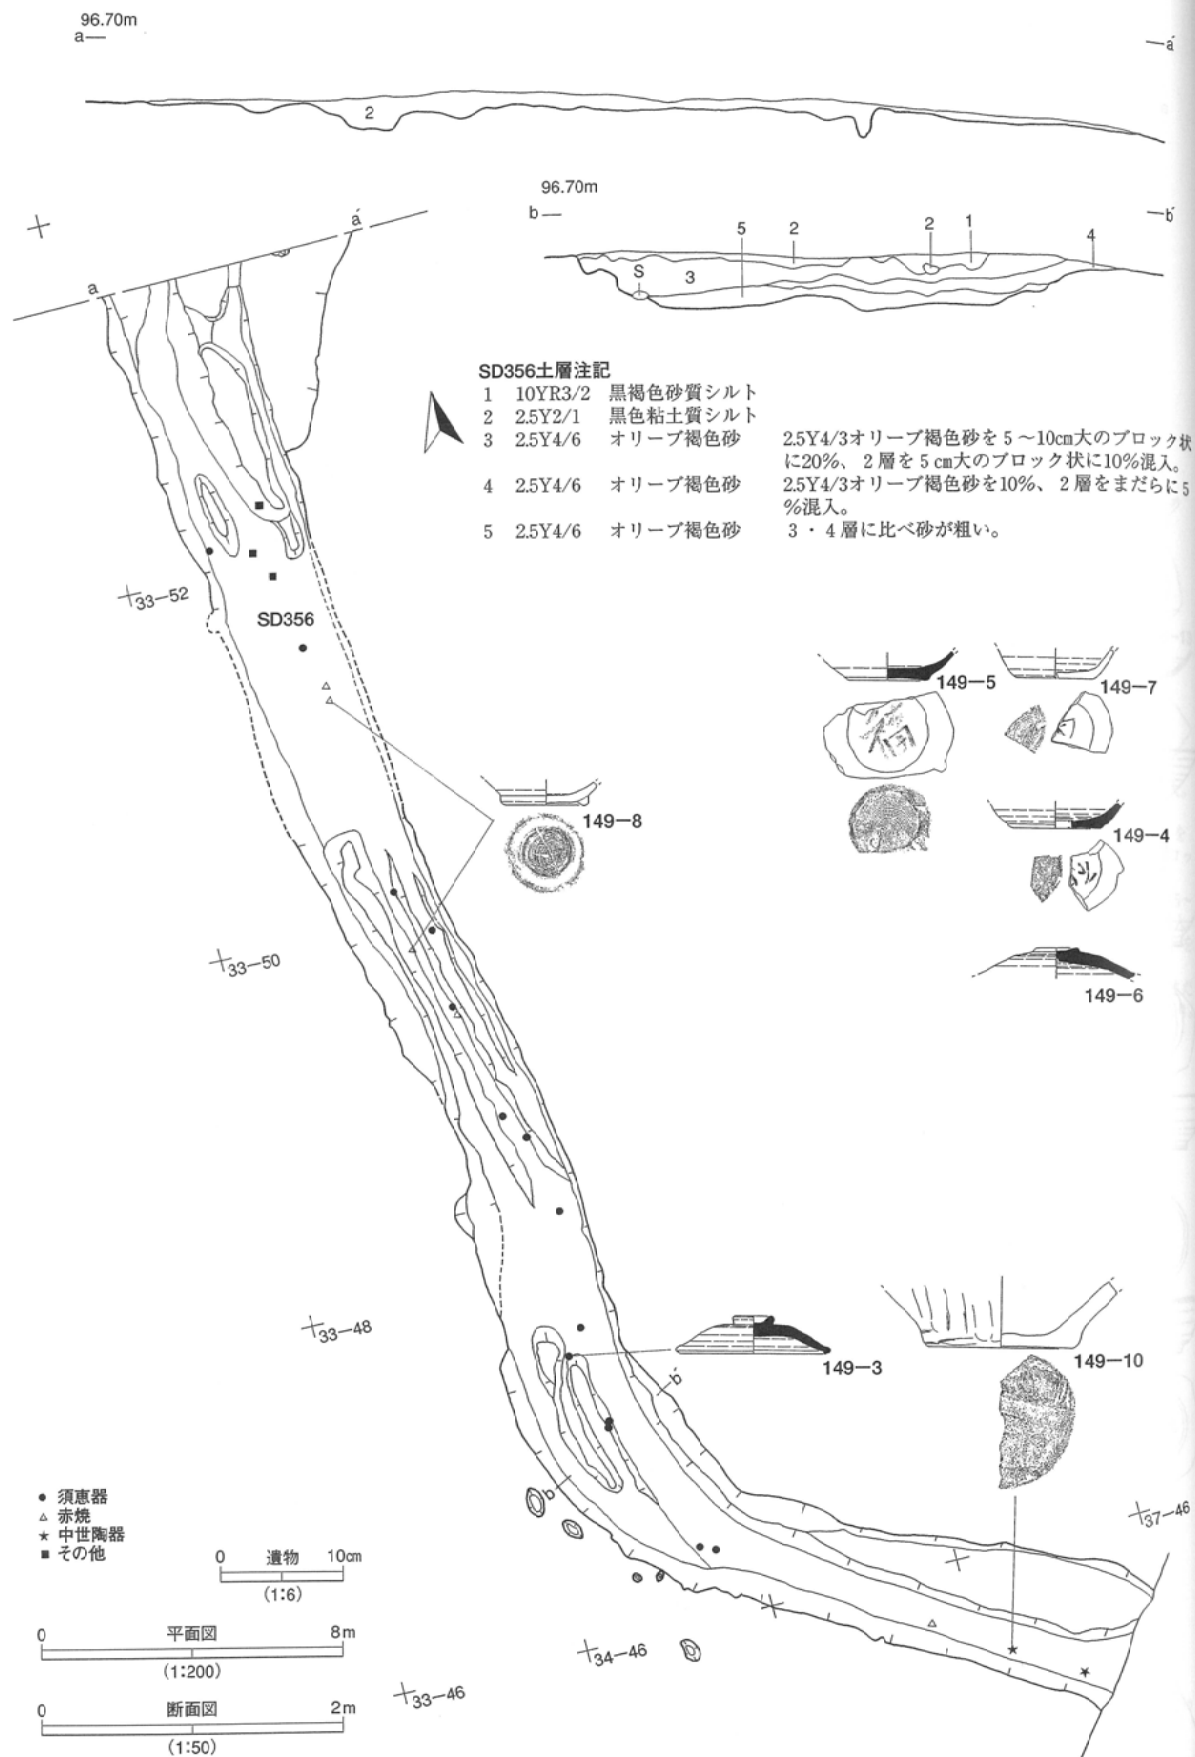 96.70m
a
a′
2
96.70m
b
b′
5
2
2
1
4
S
3
a′
a
SD356土層注記
1 10YR3/2 黒褐色砂質シルト
2 2.5Y2/1 黒色粘土質シルト
3 2.5Y4/6 オリーブ褐色砂 2.5Y4/3オリーブ褐色砂を5～10cm大のブロック状
に20%、2層を5cm大のブロック状に10%混入。
4 2.5Y4/6 オリーブ褐色砂 2.5Y4/3オリーブ褐色砂を10%、2層をまだらに5
%混入。
5 2.5Y4/6 オリーブ褐色砂 3・4層に比べ砂が粗い。
33-52
SD356
149-5
149-7
149-8
149-4
33-50
149-6
33-48
149-3
149-10
b′
b
37-46
● 須恵器
△ 赤焼
★ 中世陶器
■ その他
0 遺物 10cm
(1:6)
0 平面図 8m
(1:200)
34-46
33-46
0 断面図 2m
(1:50)